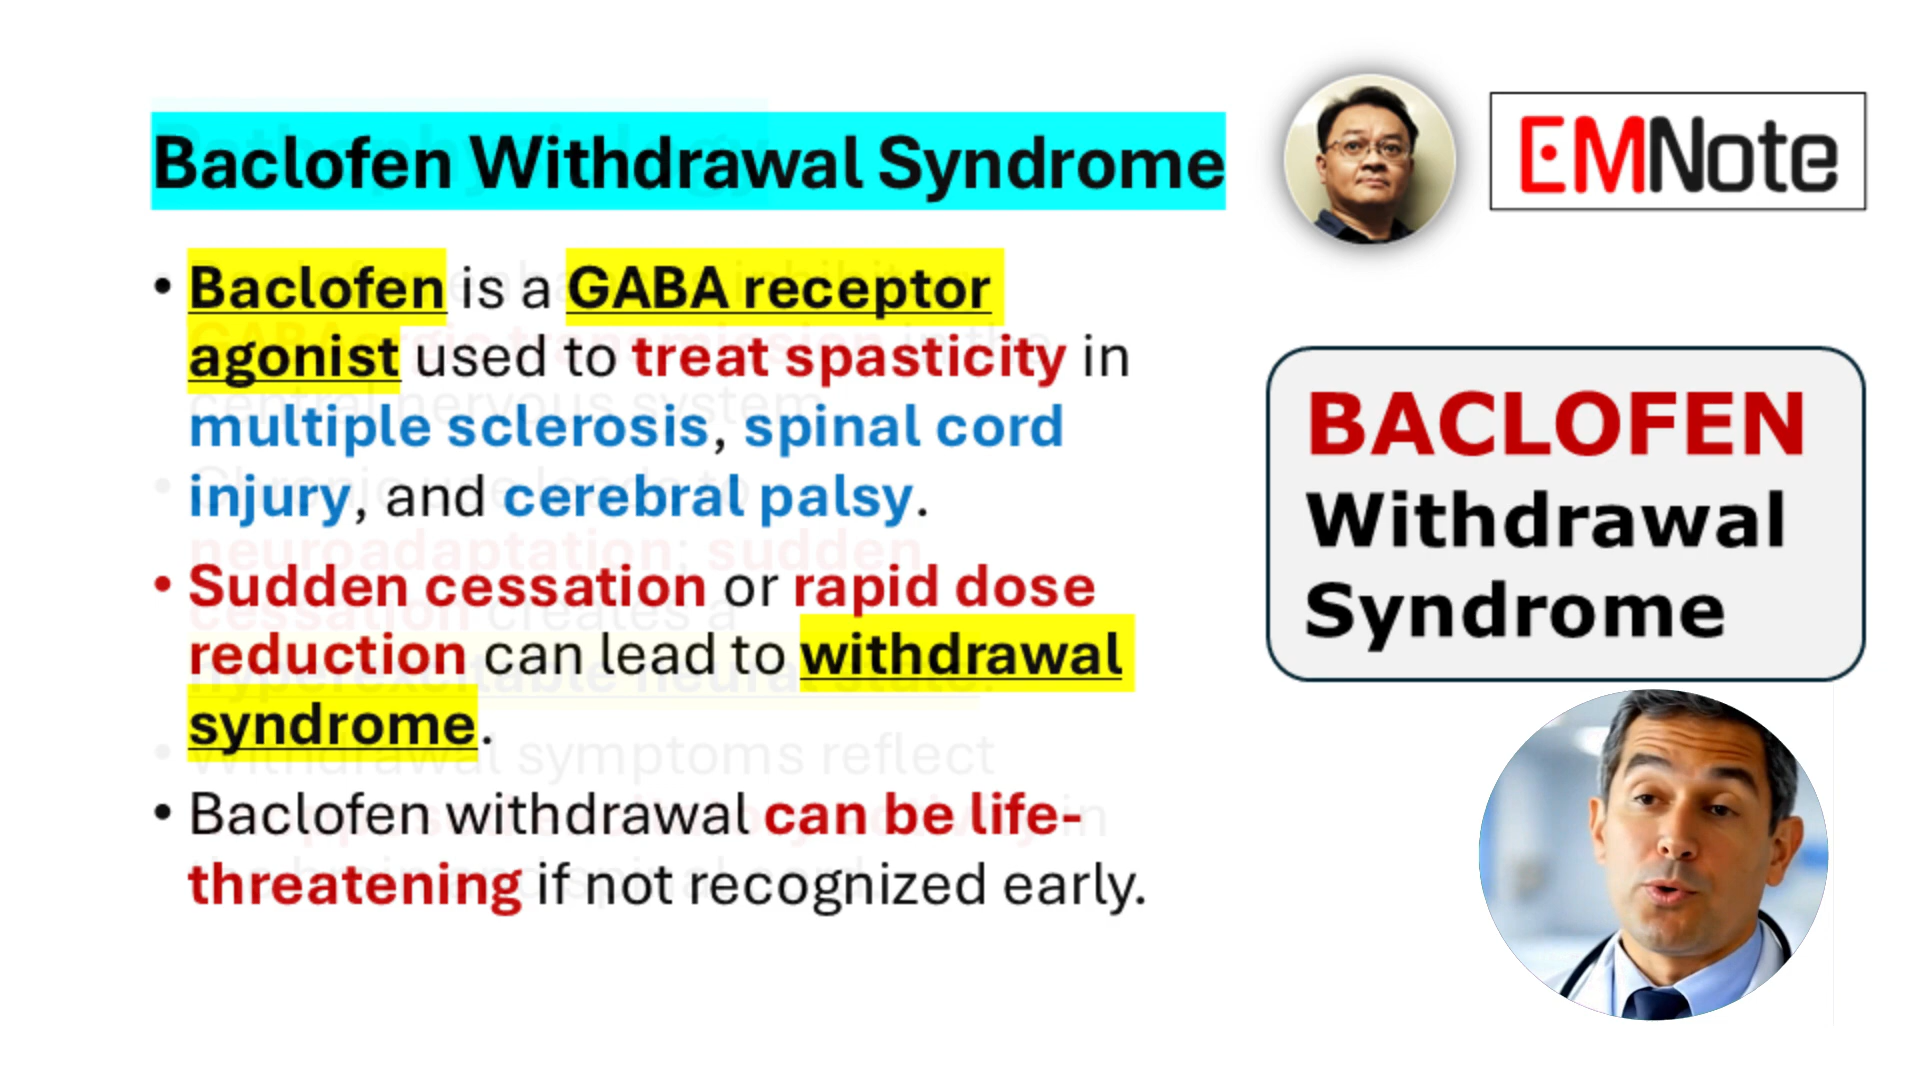 Baclofen Withdrawal Syndrome
EMNote
• Baclofen is a GABA receptor
agonist used to treat spasticity in
multiple sclerosis, spinal cord
injury, and cerebral palsy.
• Sudden cessation or rapid dose
reduction can lead to withdrawal
syndrome.
• Baclofen withdrawal can be life-
threatening if not recognized early.
BACLOFEN
Withdrawal
Syndrome